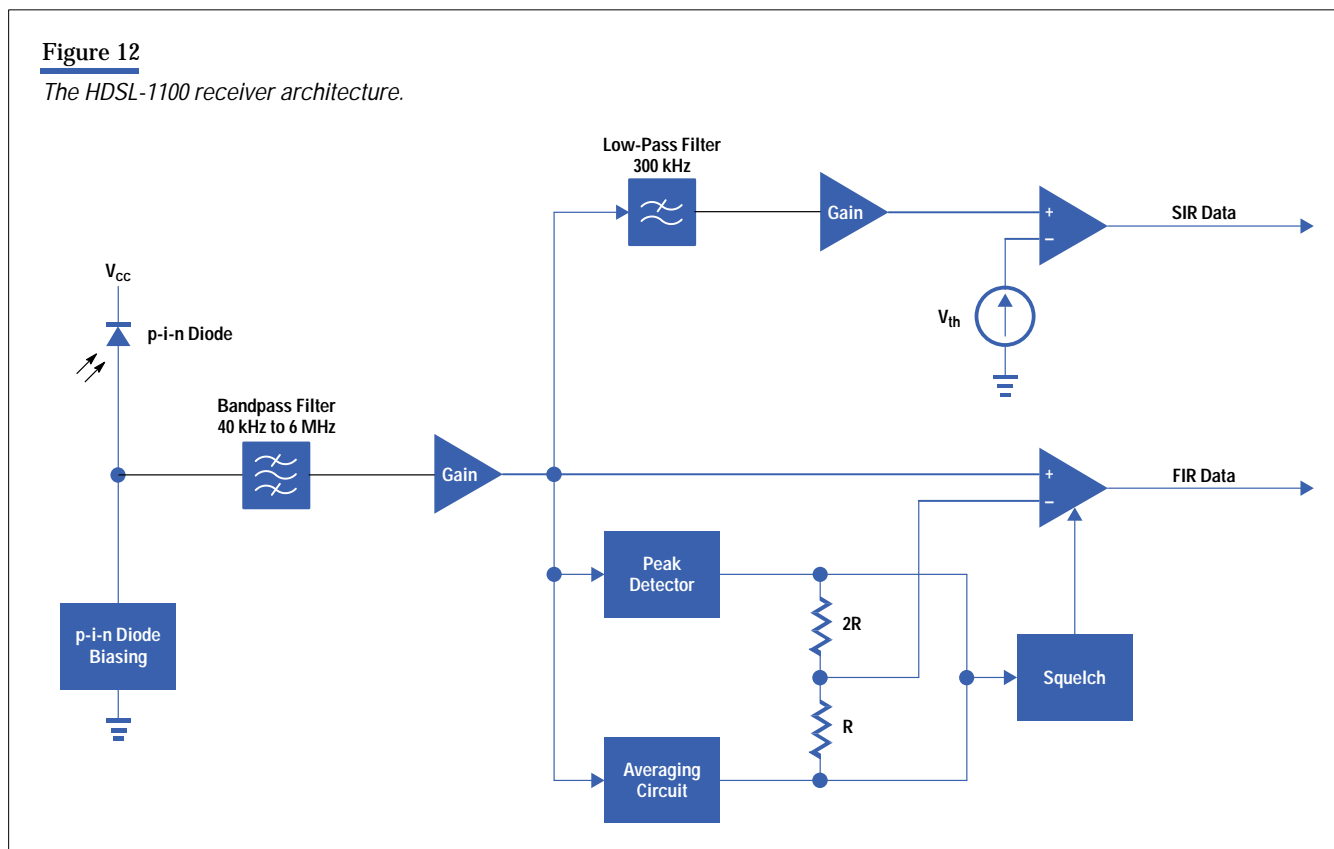 Figure 12
The HDSL-1100 receiver architecture.
Low-Pass Filter
300 kHz
Gain
+
−
SIR Data
Vth
VCC
p-i-n Diode
Bandpass Filter
40 kHz to 6 MHz
Gain
+
−
FIR Data
Peak
Detector
2R
p-i-n Diode
Biasing
Squelch
R
Averaging
Circuit